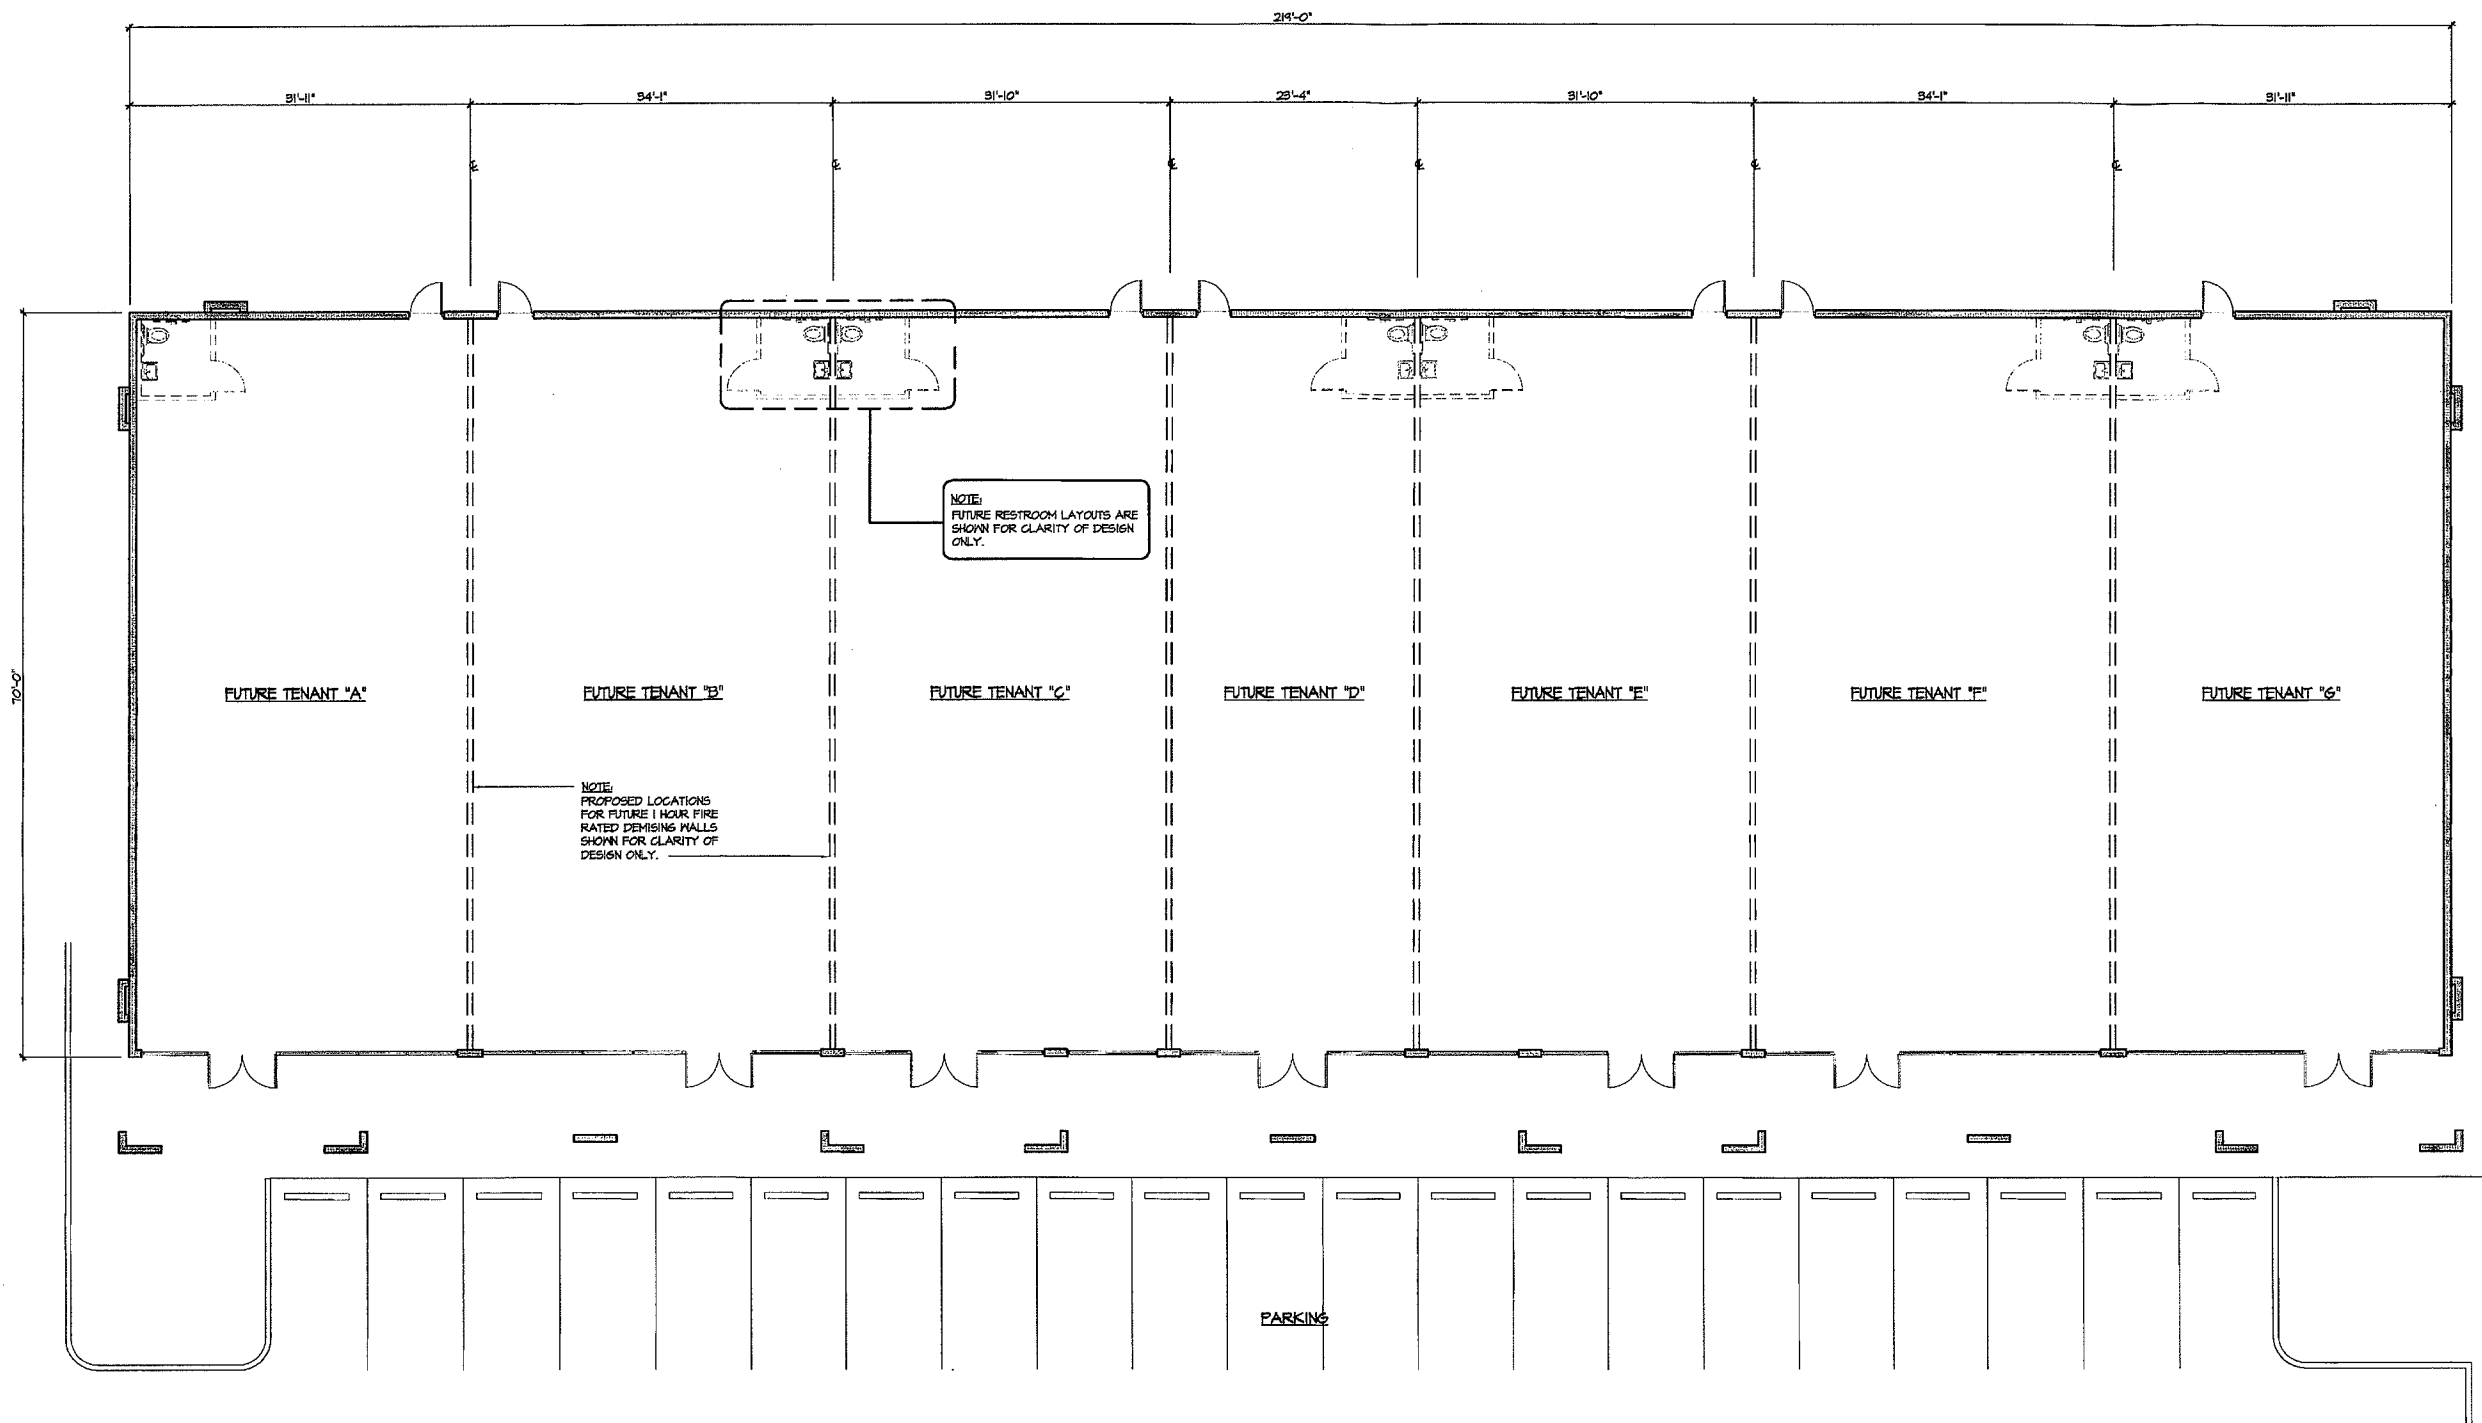 219'-0"
31'-11"
34'-1"
31'-10"
23'-4"
31'-10"
34'-1"
31'-11"
℄
℄
℄
℄
℄
℄
70'-0"
NOTE:
FUTURE RESTROOM LAYOUTS ARE
SHOWN FOR CLARITY OF DESIGN
ONLY.
FUTURE TENANT "A"
FUTURE TENANT "B"
FUTURE TENANT "C"
FUTURE TENANT "D"
FUTURE TENANT "E"
FUTURE TENANT "F"
FUTURE TENANT "G"
NOTE:
PROPOSED LOCATIONS
FOR FUTURE 1 HOUR FIRE
RATED DEMISING WALLS
SHOWN FOR CLARITY OF
DESIGN ONLY.
PARKING